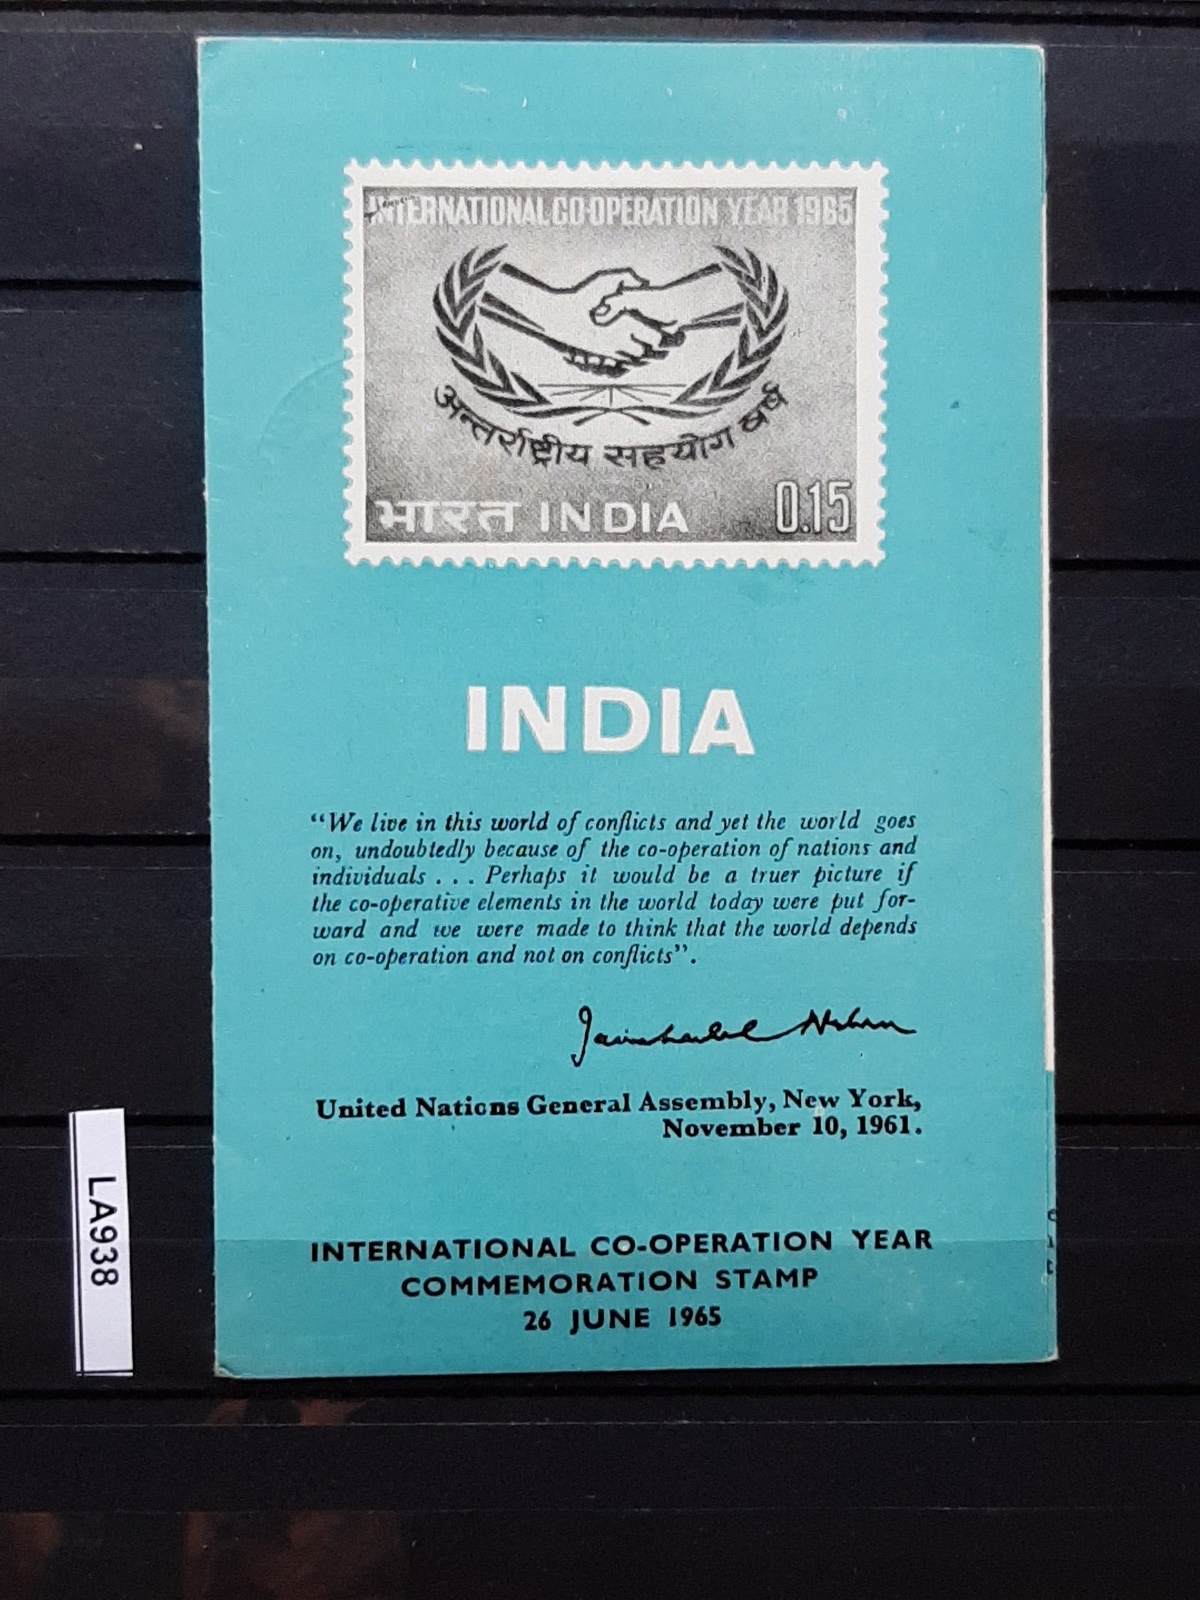 INTERNATIONAL CO-OPERATION YEAR 1965
अन्तर्राष्ट्रीय सहयोग वर्ष
भारत INDIA 0.15
INDIA
“We live in this world of conflicts and yet the world goes
on, undoubtedly because of the co-operation of nations and
individuals . . . Perhaps it would be a truer picture if
the co-operative elements in the world today were put for-
ward and we were made to think that the world depends
on co-operation and not on conflicts”.
Jawaharlal Nehru
United Nations General Assembly, New York,
November 10, 1961.
INTERNATIONAL CO-OPERATION YEAR
COMMEMORATION STAMP
26 JUNE 1965
LA938